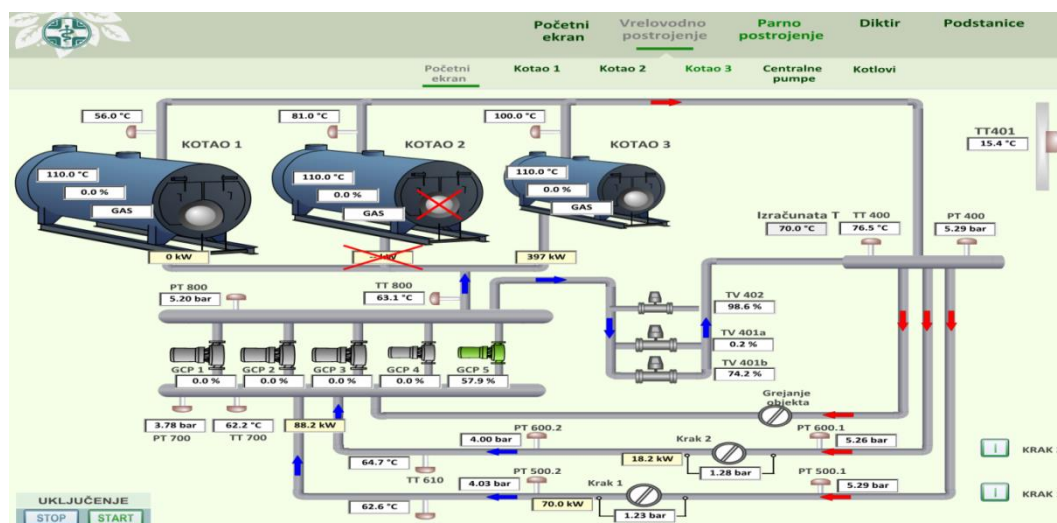 Početni ekran
Vrelovodno postrojenje
Parno postrojenje
Diktir
Podstanice
Početni ekran
Kotao 1
Kotao 2
Kotao 3
Centralne pumpe
Kotlovi
56.0 °C
81.0 °C
100.0 °C
TT401
15.4 °C
KOTAO 1
KOTAO 2
KOTAO 3
110.0 °C
0.0 %
GAS
110.0 °C
0.0 %
GAS
110.0 °C
0.0 %
GAS
0 kW
kW
397 kW
Izračunata T
70.0 °C
TT 400
76.5 °C
PT 400
5.29 bar
PT 800
5.20 bar
TT 800
63.1 °C
TV 402
98.6 %
TV 401a
0.2 %
TV 401b
74.2 %
GCP 1
GCP 2
GCP 3
GCP 4
GCP 5
0.0 %
0.0 %
0.0 %
0.0 %
57.9 %
Grejanje objekta
3.78 bar
PT 700
62.2 °C
TT 700
88.2 kW
PT 600.2
4.00 bar
Krak 2
18.2 kW
1.28 bar
PT 600.1
5.26 bar
64.7 °C
TT 610
PT 500.2
4.03 bar
Krak 1
70.0 kW
1.23 bar
PT 500.1
5.29 bar
62.6 °C
i
KRAK
i
KRAK
UKLJUČENJE
STOP
START